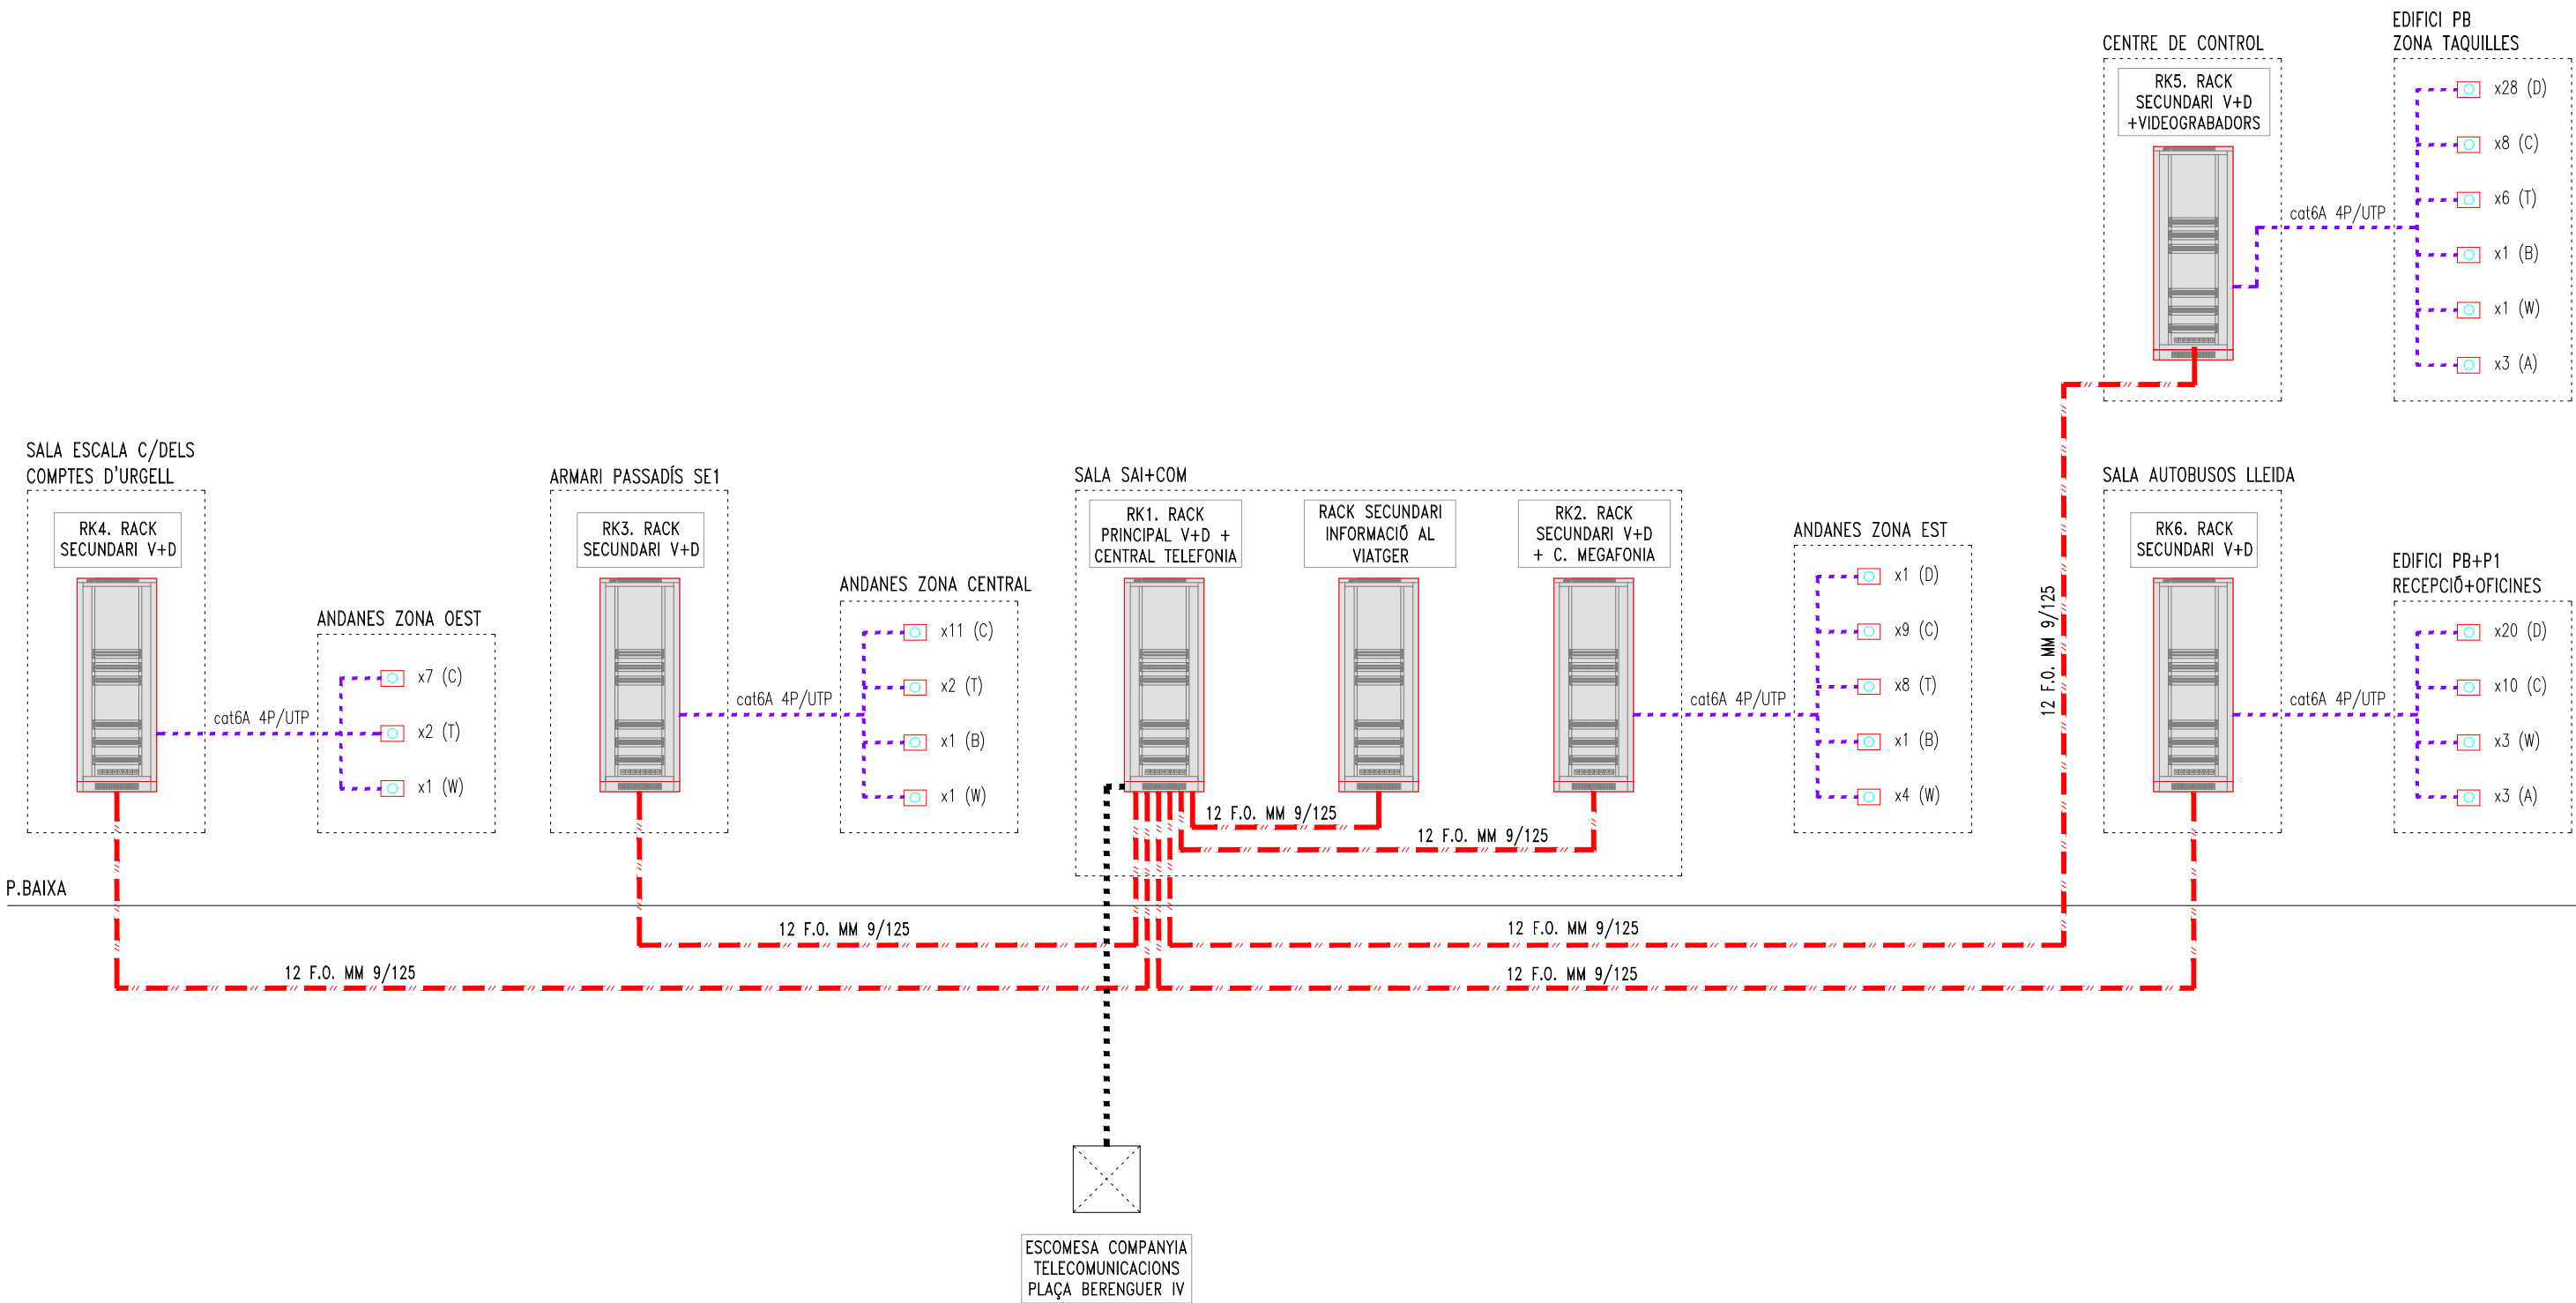 EDIFICI PB
ZONA TAQUILLES
CENTRE DE CONTROL
RK5. RACK
SECUNDARI V+D
+VIDEOGRABADORS
cat6A 4P/UTP
x28 (D)
x8 (C)
x6 (T)
x1 (B)
x1 (W)
x3 (A)
SALA ESCALA C/DELS
COMPTES D'URGELL
RK4. RACK
SECUNDARI V+D
cat6A 4P/UTP
ANDANES ZONA OEST
x7 (C)
x2 (T)
x1 (W)
ARMARI PASSADÍS SE1
RK3. RACK
SECUNDARI V+D
cat6A 4P/UTP
ANDANES ZONA CENTRAL
x11 (C)
x2 (T)
x1 (B)
x1 (W)
SALA SAI+COM
RK1. RACK
PRINCIPAL V+D +
CENTRAL TELEFONIA
RACK SECUNDARI
INFORMACIÓ AL
VIATGER
RK2. RACK
SECUNDARI V+D
+ C. MEGAFONIA
12 F.O. MM 9/125
12 F.O. MM 9/125
cat6A 4P/UTP
ANDANES ZONA EST
x1 (D)
x9 (C)
x8 (T)
x1 (B)
x4 (W)
12 F.O. MM 9/125
SALA AUTOBUSOS LLEIDA
RK6. RACK
SECUNDARI V+D
cat6A 4P/UTP
EDIFICI PB+P1
RECEPCIÓ+OFICINES
x20 (D)
x10 (C)
x3 (W)
x3 (A)
P.BAIXA
12 F.O. MM 9/125
12 F.O. MM 9/125
12 F.O. MM 9/125
12 F.O. MM 9/125
ESCOMESA COMPANYIA
TELECOMUNICACIONS
PLAÇA BERENGUER IV